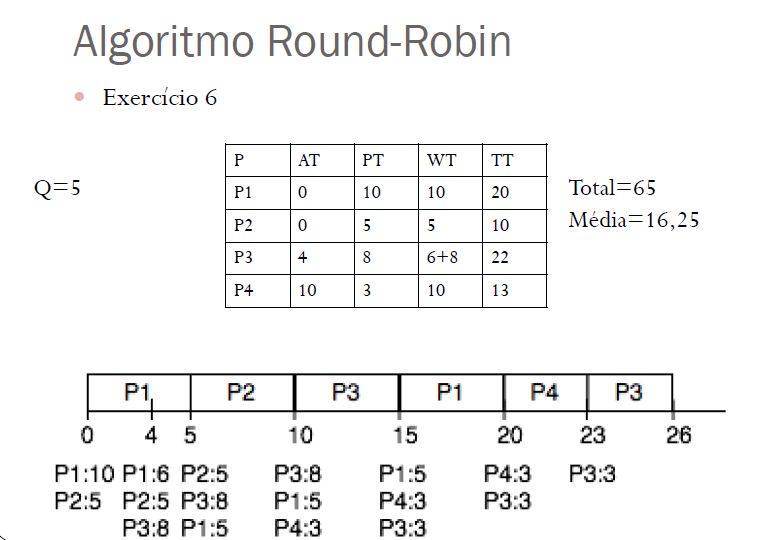 Algoritmo Round-Robin
Exercício 6
Q=5
P AT PT WT TT
P1 0 10 10 20
P2 0 5 5 10
P3 4 8 6+8 22
P4 10 3 10 13
Total=65
Média=16,25
P1 P2 P3 P1 P4 P3
0 4 5 10 15 20 23 26
P1:10 P1:6 P2:5 P3:8 P1:5 P4:3 P3:3
P2:5 P2:5 P3:8 P1:5 P4:3 P3:3
P3:8 P1:5 P4:3 P3:3